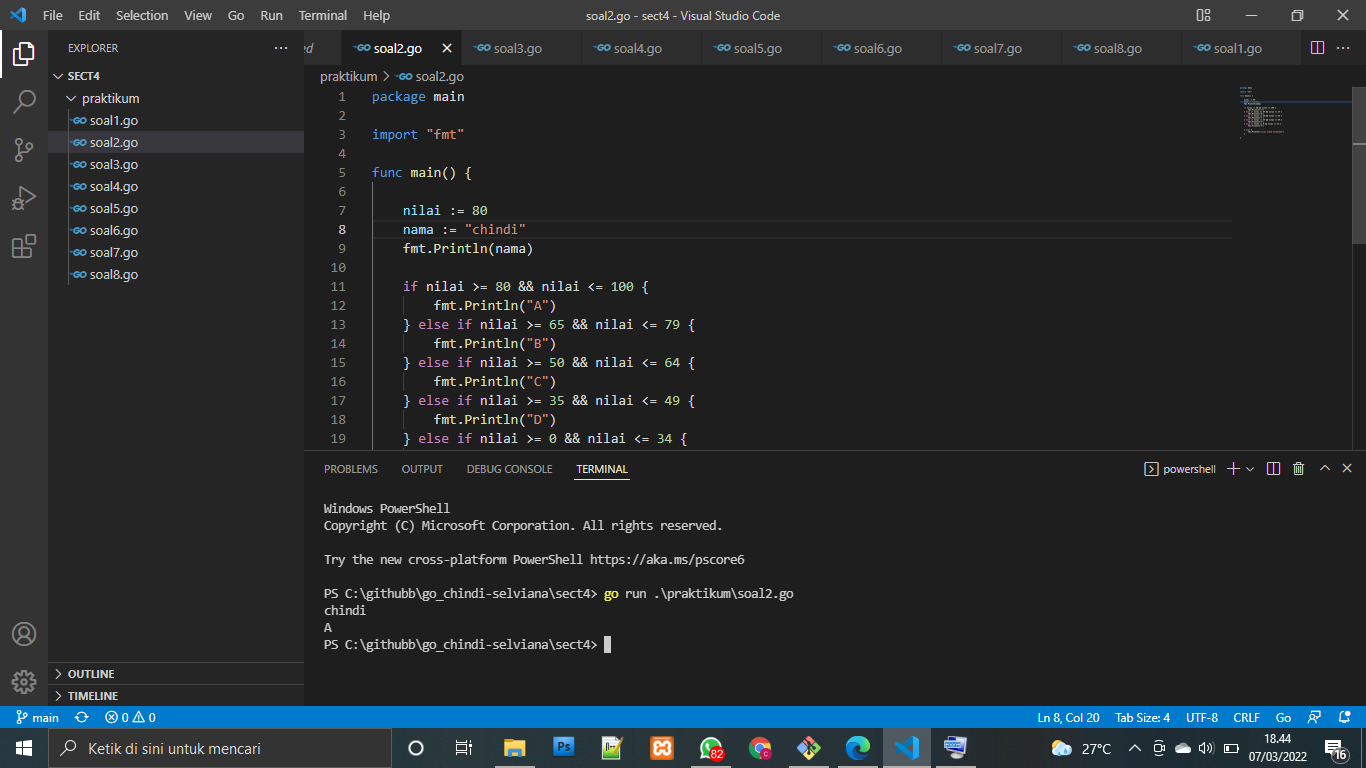 File Edit Selection View Go Run Terminal Help
soal2.go - sect4 - Visual Studio Code
EXPLORER
SECT4
praktikum
soal1.go
soal2.go
soal3.go
soal4.go
soal5.go
soal6.go
soal7.go
soal8.go
OUTLINE
TIMELINE
soal2.go soal3.go soal4.go soal5.go soal6.go soal7.go soal8.go soal1.go
praktikum > soal2.go
1 package main
2
3 import "fmt"
4
5 func main() {
6
7 nilai := 80
8 nama := "chindi"
9 fmt.Println(nama)
10
11 if nilai >= 80 && nilai <= 100 {
12 fmt.Println("A")
13 } else if nilai >= 65 && nilai <= 79 {
14 fmt.Println("B")
15 } else if nilai >= 50 && nilai <= 64 {
16 fmt.Println("C")
17 } else if nilai >= 35 && nilai <= 49 {
18 fmt.Println("D")
19 } else if nilai >= 0 && nilai <= 34 {
PROBLEMS OUTPUT DEBUG CONSOLE TERMINAL
powershell
Windows PowerShell
Copyright (C) Microsoft Corporation. All rights reserved.
Try the new cross-platform PowerShell https://aka.ms/pscore6
PS C:\githubb\go_chindi-selviana\sect4> go run .\praktikum\soal2.go
chindi
A
PS C:\githubb\go_chindi-selviana\sect4>
main 0 0
Ln 8, Col 20 Tab Size: 4 UTF-8 CRLF Go
Ketik di sini untuk mencari
Ps
82
27°C
18.44
07/03/2022
16